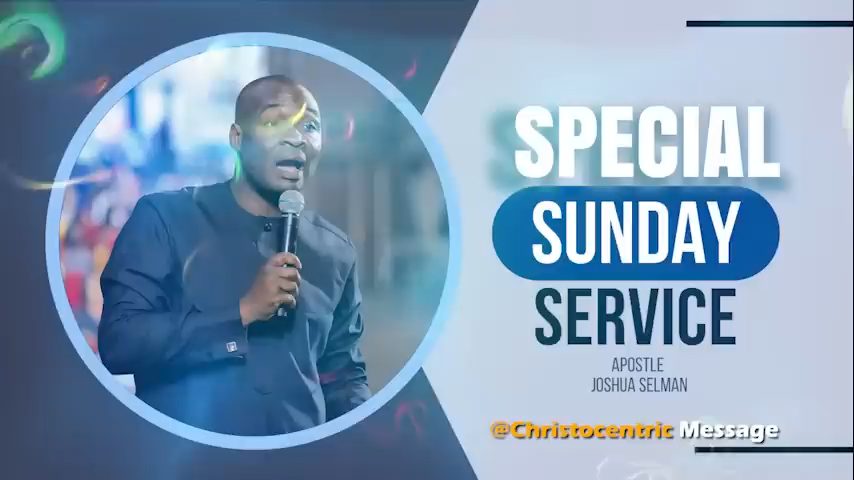 SPECIAL
SUNDAY
SERVICE
APOSTLE
JOSHUA SELMAN
@Christocentric Message